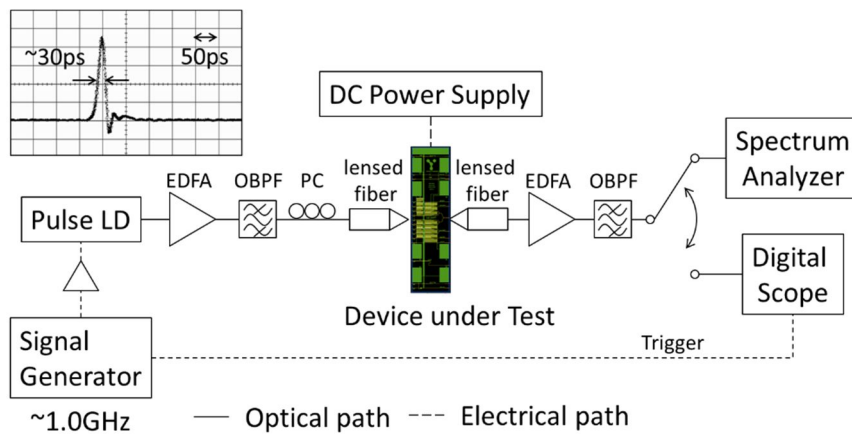 ~30ps
50ps
DC Power Supply
EDFA
OBPF
PC
lensed
fiber
lensed
fiber
EDFA
OBPF
Spectrum
Analyzer
Pulse LD
Device under Test
Digital
Scope
Signal
Generator
Trigger
~1.0GHz
Optical path
Electrical path